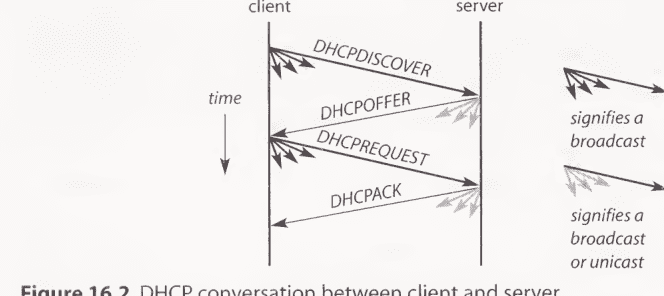 client
server
DHCPDISCOVER
time
DHCPOFFER
DHCPREQUEST
DHCPACK
signifies a
broadcast
signifies a
broadcast
or unicast
Figure 16.2 DHCP conversation between client and server